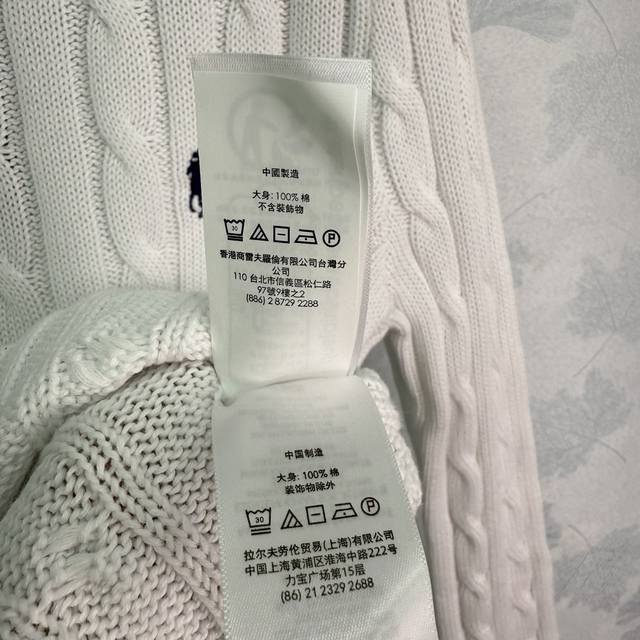 中國製造
大身: 100% 棉
不含裝飾物
30
P
香港商雷夫羅倫有限公司台灣分
公司
110 台北市信義區松仁路
97號9樓之2
(886) 2 8729 2288
中国制造
大身: 100% 棉
装饰物除外
30
P
拉尔夫劳伦贸易(上海)有限公司
中国上海黄浦区淮海中路222号
力宝广场第15层
(86) 21 2329 2688